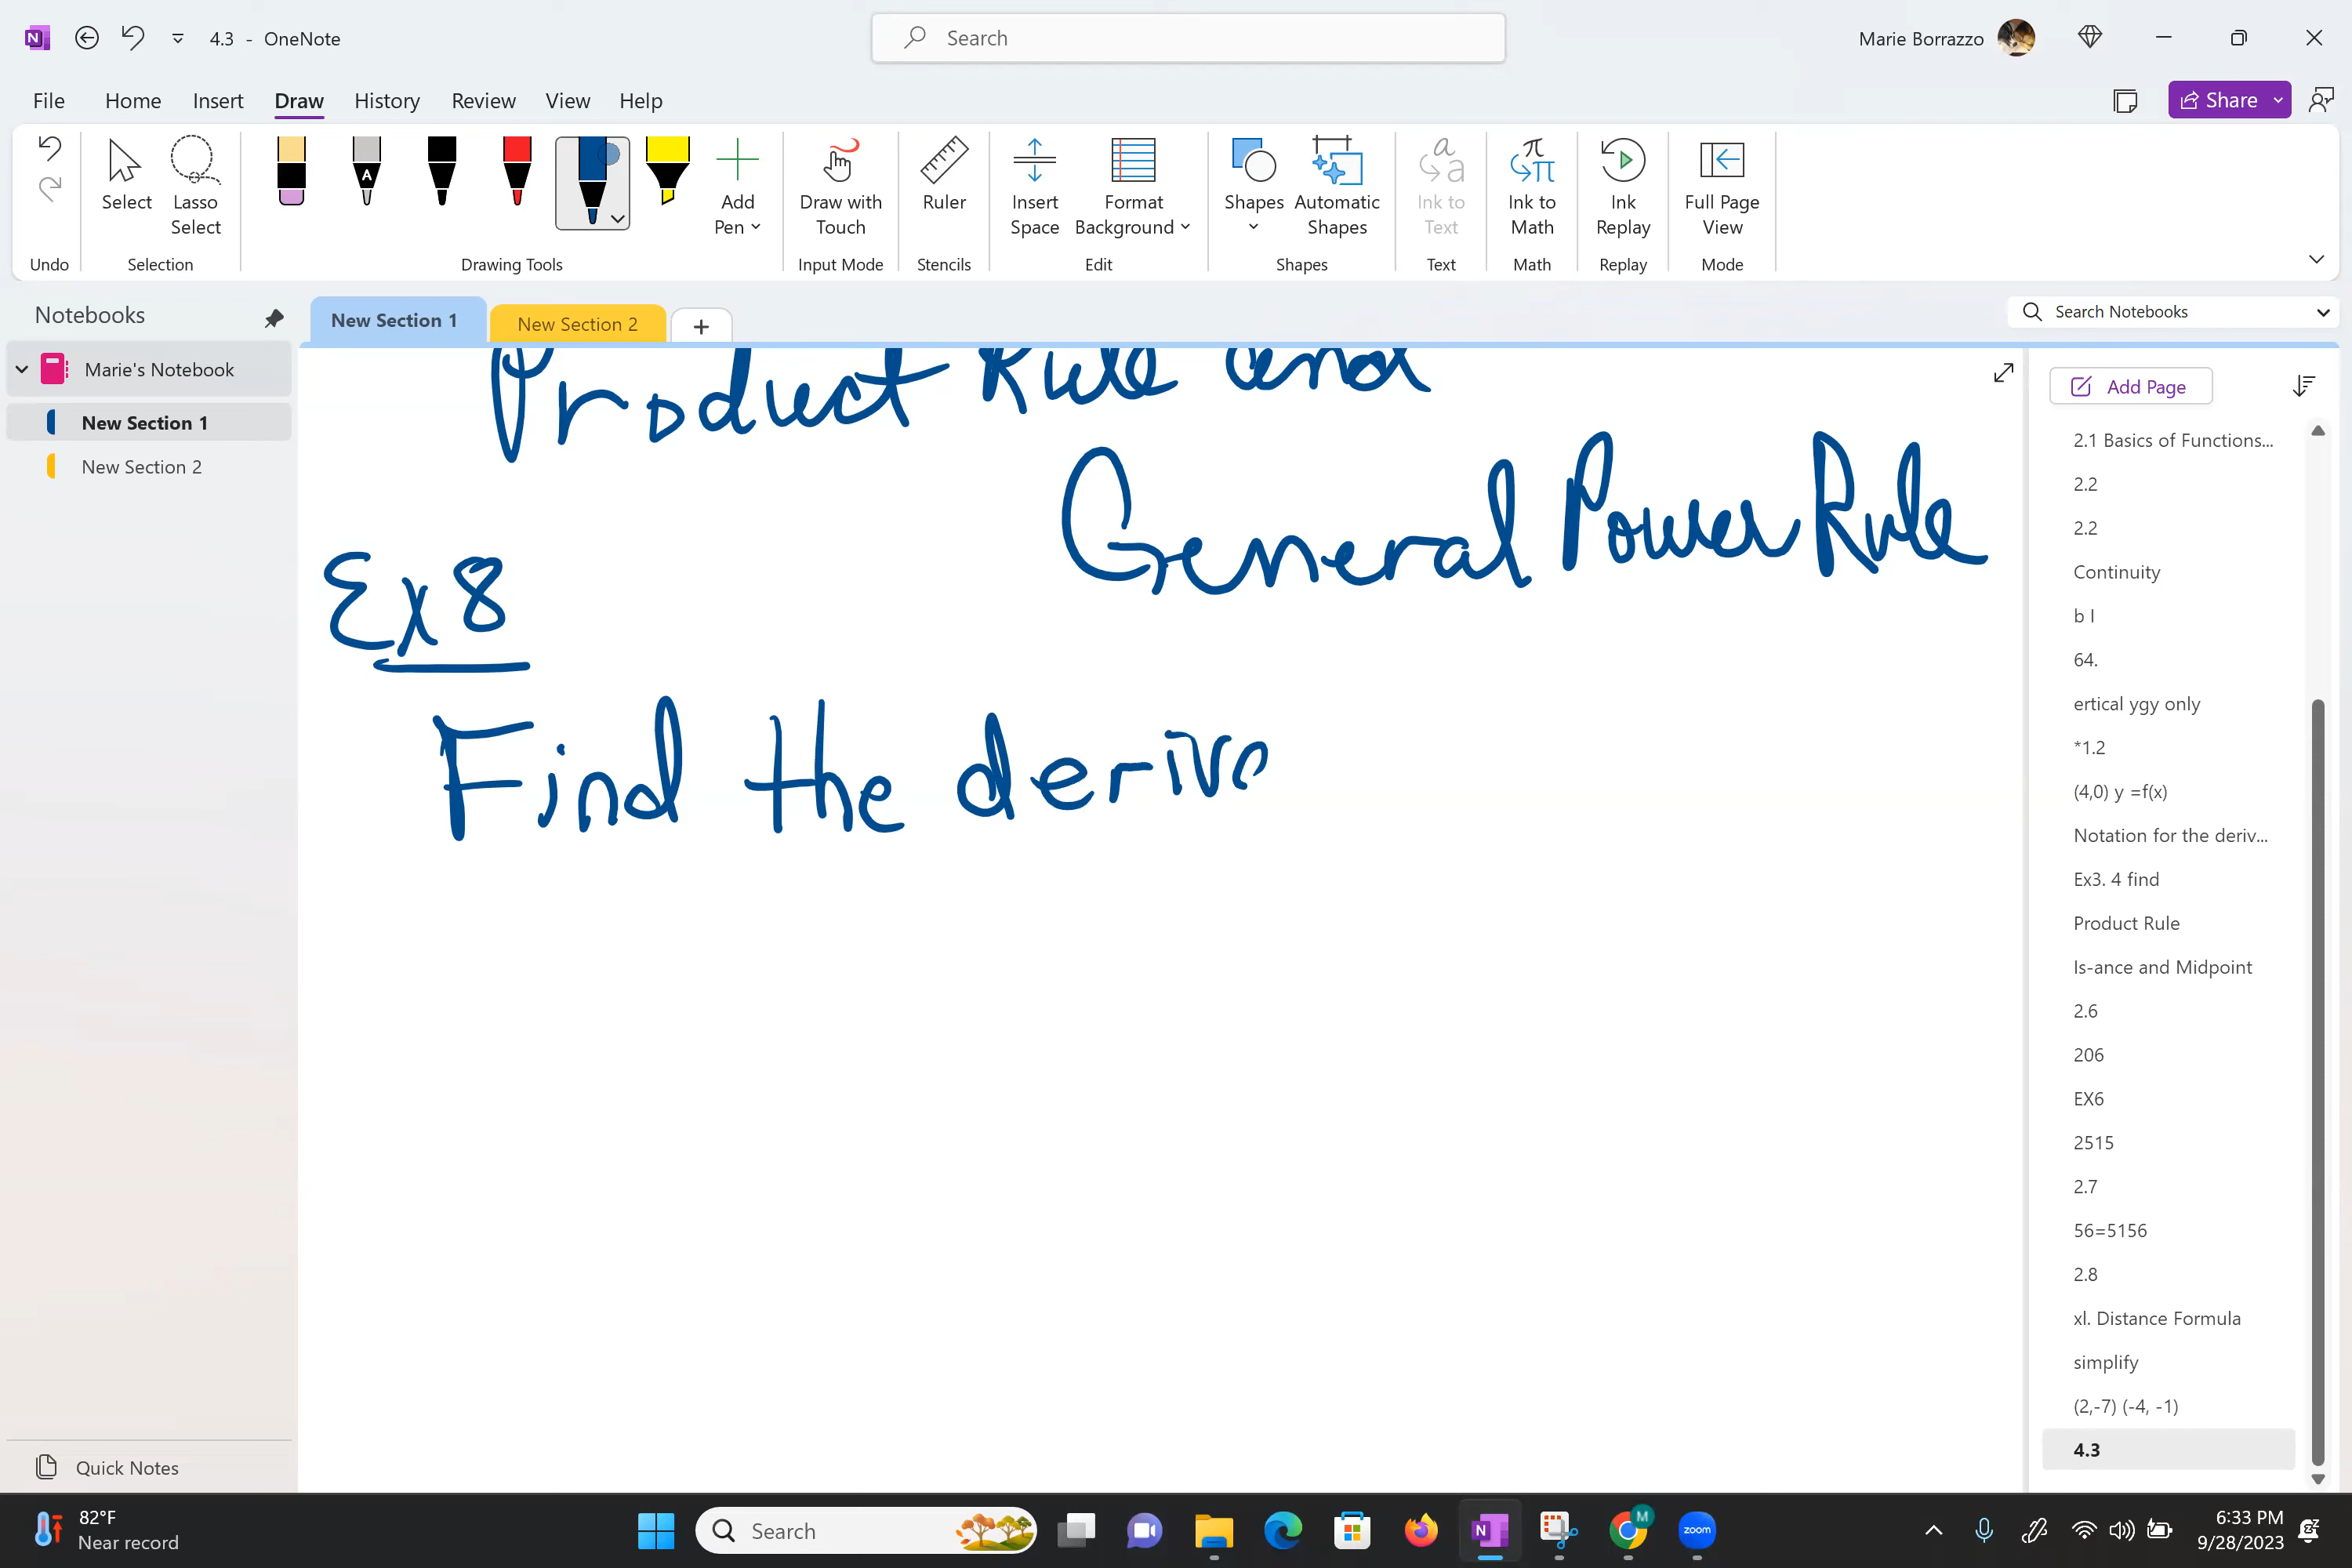 4.3 - OneNote
Search
Marie Borrazzo
File Home Insert Draw History Review View Help
Share
Select
Lasso Select
A
Add Pen
Draw with Touch
Ruler
Insert Space
Format Background
Shapes
Automatic Shapes
Ink to Text
Ink to Math
Ink Replay
Full Page View
Undo Selection Drawing Tools Input Mode Stencils Edit Shapes Text Math Replay Mode
Notebooks
New Section 1
New Section 2
Search Notebooks
Marie's Notebook
New Section 1
New Section 2
Quick Notes
Product Rule and
General Power Rule
Ex 8
Find the deriva
Add Page
2.1 Basics of Functions...
2.2
2.2
Continuity
b I
64.
ertical ygy only
*1.2
(4,0) y =f(x)
Notation for the deriv...
Ex3. 4 find
Product Rule
Is-ance and Midpoint
2.6
206
EX6
2515
2.7
56=5156
2.8
xl. Distance Formula
simplify
(2,-7) (-4, -1)
4.3
82°F
Near record
Search
zoom
6:33 PM
9/28/2023